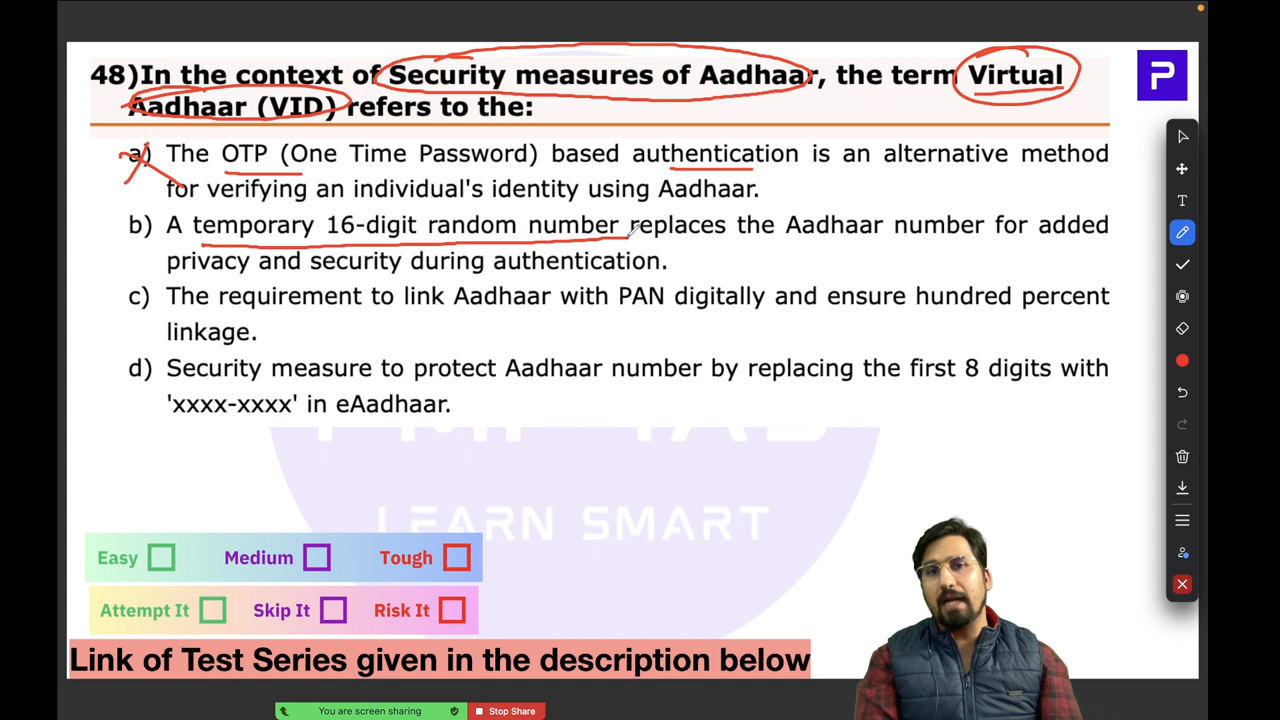 48)In the context of Security measures of Aadhaar, the term Virtual
Aadhaar (VID) refers to the:
a) The OTP (One Time Password) based authentication is an alternative method
for verifying an individual's identity using Aadhaar.
b) A temporary 16-digit random number replaces the Aadhaar number for added
privacy and security during authentication.
c) The requirement to link Aadhaar with PAN digitally and ensure hundred percent
linkage.
d) Security measure to protect Aadhaar number by replacing the first 8 digits with
'xxxx-xxxx' in eAadhaar.
LEARN SMART
Easy Medium Tough
Attempt It Skip It Risk It
Link of Test Series given in the description below
You are screen sharing Stop Share